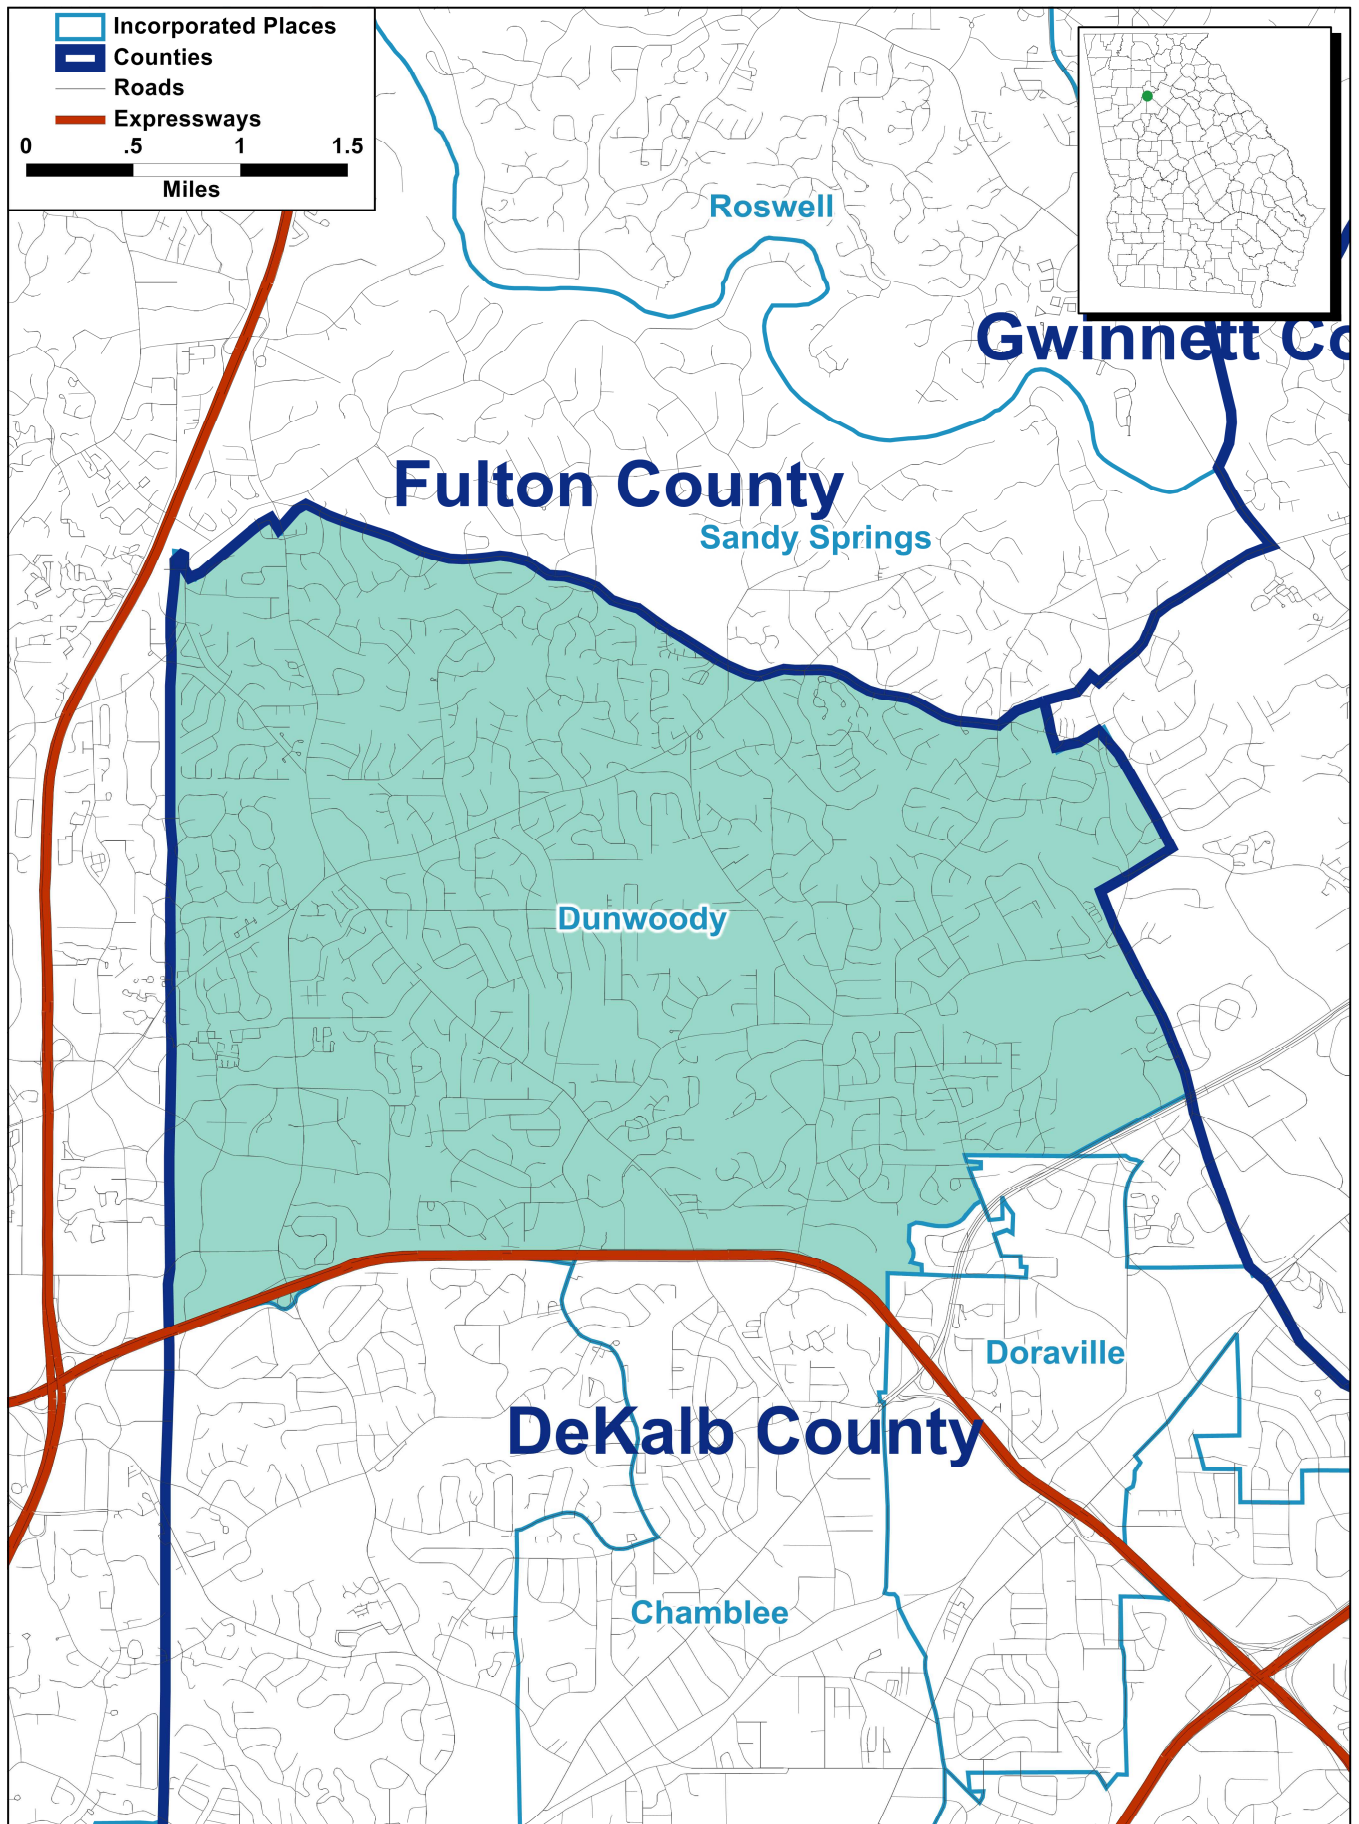 Incorporated Places
Counties
Roads
Expressways
0 .5 1 1.5
Miles
Roswell
Gwinnett Co
Fulton County
Sandy Springs
Dunwoody
Doraville
DeKalb County
Chamblee